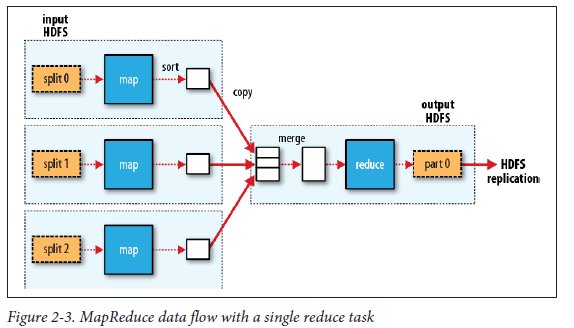 input
HDFS
split 0
map
sort
copy
split 1
map
split 2
map
merge
output
HDFS
reduce
part 0
HDFS
replication
Figure 2-3. MapReduce data flow with a single reduce task